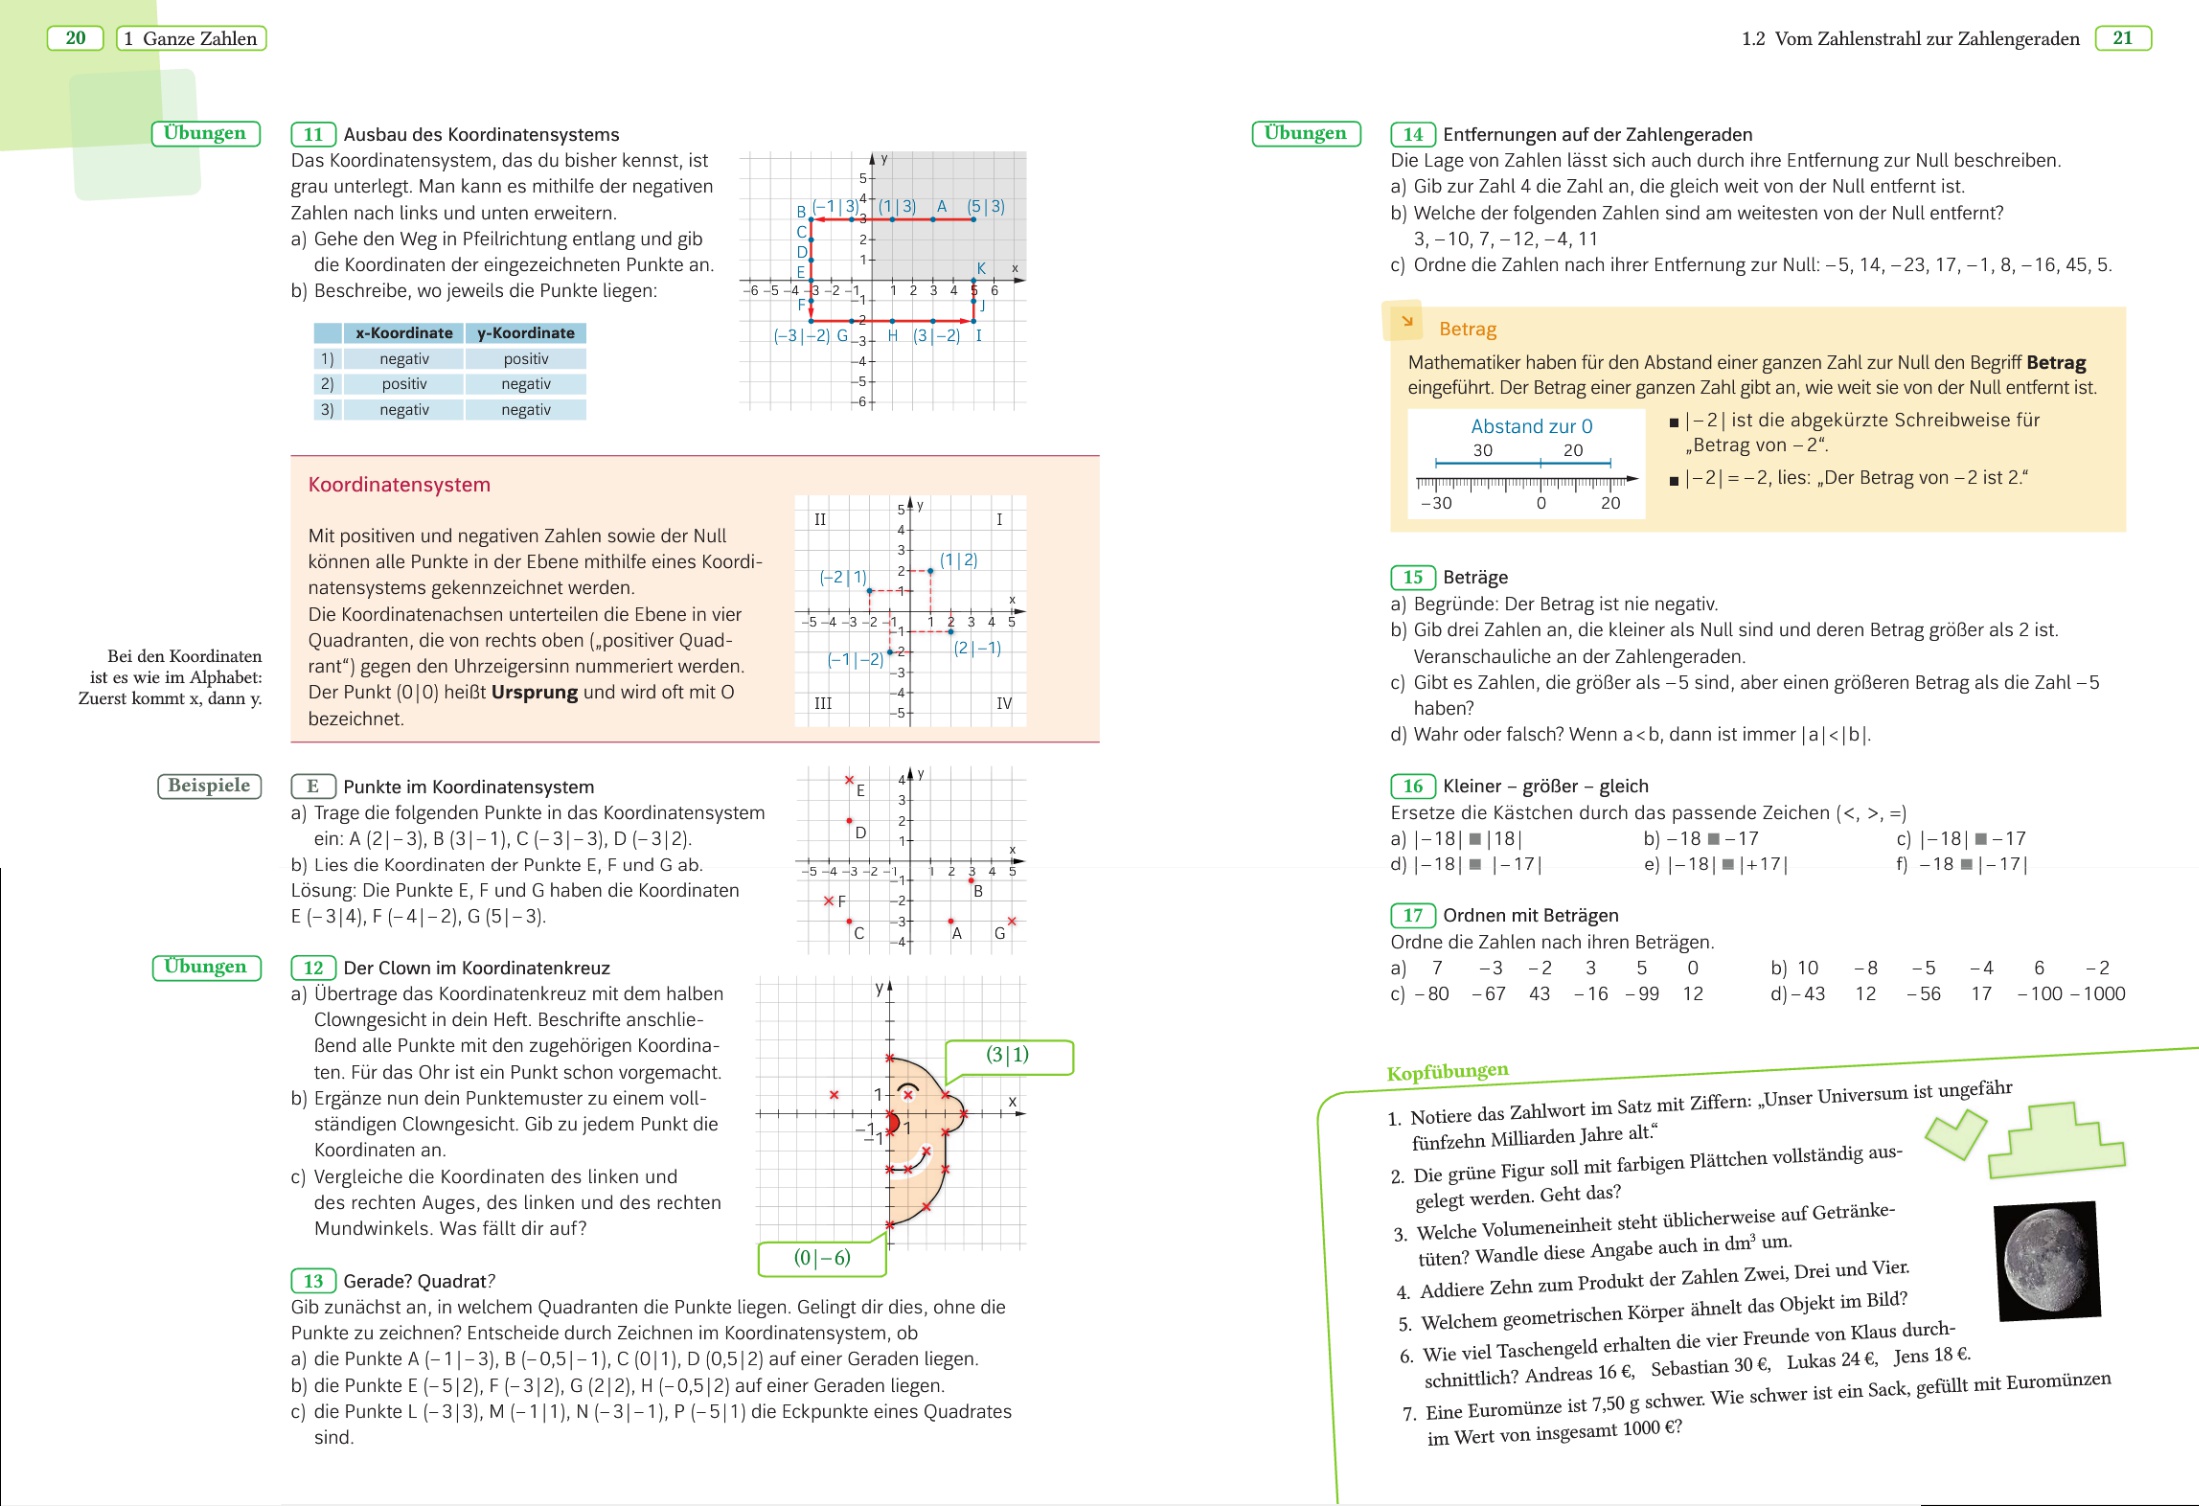 20 1 Ganze Zahlen
Übungen
11 Ausbau des Koordinatensystems
Das Koordinatensystem, das du bisher kennst, ist
grau unterlegt. Man kann es mithilfe der negativen
Zahlen nach links und unten erweitern.
a) Gehe den Weg in Pfeilrichtung entlang und gib
die Koordinaten der eingezeichneten Punkte an.
b) Beschreibe, wo jeweils die Punkte liegen:
x-Koordinate y-Koordinate
1) negativ positiv
2) positiv negativ
3) negativ negativ
y
5
4
B (−1|3) (1|3) A (5|3)
3
C
2
D
1
E K x
−6 −5 −4 −3 −2 −1 1 2 3 4 5 6
F −1 J
−2
(−3|−2) G H (3|−2) I
−3
−4
−5
−6
Koordinatensystem
Mit positiven und negativen Zahlen sowie der Null
können alle Punkte in der Ebene mithilfe eines Koordi-
natensystems gekennzeichnet werden.
Die Koordinatenachsen unterteilen die Ebene in vier
Quadranten, die von rechts oben („positiver Quad-
rant“) gegen den Uhrzeigersinn nummeriert werden.
Der Punkt (0|0) heißt Ursprung und wird oft mit O
bezeichnet.
Bei den Koordinaten
ist es wie im Alphabet:
Zuerst kommt x, dann y.
5 y
II I
4
3
(1|2)
2
(−2|1)
1
x
−5 −4 −3 −2 −1 1 2 3 4 5
−1
(2|−1)
−2
(−1|−2)
−3
−4
III IV
−5
Beispiele
E Punkte im Koordinatensystem
a) Trage die folgenden Punkte in das Koordinatensystem
ein: A (2|−3), B (3|−1), C (−3|−3), D (−3|2).
b) Lies die Koordinaten der Punkte E, F und G ab.
Lösung: Die Punkte E, F und G haben die Koordinaten
E (−3|4), F (−4|−2), G (5|−3).
4 y
E
3
2
D
1
x
−5 −4 −3 −2 −1 1 2 3 4 5
−1
B
F −2
−3
C A G
−4
Übungen
12 Der Clown im Koordinatenkreuz
a) Übertrage das Koordinatenkreuz mit dem halben
Clowngesicht in dein Heft. Beschrifte anschlie-
ßend alle Punkte mit den zugehörigen Koordina-
ten. Für das Ohr ist ein Punkt schon vorgemacht.
b) Ergänze nun dein Punktemuster zu einem voll-
ständigen Clowngesicht. Gib zu jedem Punkt die
Koordinaten an.
c) Vergleiche die Koordinaten des linken und
des rechten Auges, des linken und des rechten
Mundwinkels. Was fällt dir auf?
y
(3|1)
1
x
−1 1
−1
(0|−6)
13 Gerade? Quadrat?
Gib zunächst an, in welchem Quadranten die Punkte liegen. Gelingt dir dies, ohne die
Punkte zu zeichnen? Entscheide durch Zeichnen im Koordinatensystem, ob
a) die Punkte A (−1|−3), B (−0,5|−1), C (0|1), D (0,5|2) auf einer Geraden liegen.
b) die Punkte E (−5|2), F (−3|2), G (2|2), H (−0,5|2) auf einer Geraden liegen.
c) die Punkte L (−3|3), M (−1|1), N (−3|−1), P (−5|1) die Eckpunkte eines Quadrates
sind.
1.2 Vom Zahlenstrahl zur Zahlengeraden 21
Übungen
14 Entfernungen auf der Zahlengeraden
Die Lage von Zahlen lässt sich auch durch ihre Entfernung zur Null beschreiben.
a) Gib zur Zahl 4 die Zahl an, die gleich weit von der Null entfernt ist.
b) Welche der folgenden Zahlen sind am weitesten von der Null entfernt?
3, −10, 7, −12, −4, 11
c) Ordne die Zahlen nach ihrer Entfernung zur Null: −5, 14, −23, 17, −1, 8, −16, 45, 5.
Betrag
Mathematiker haben für den Abstand einer ganzen Zahl zur Null den Begriff Betrag
eingeführt. Der Betrag einer ganzen Zahl gibt an, wie weit sie von der Null entfernt ist.
Abstand zur 0
30 20
−30 0 20
■ |−2| ist die abgekürzte Schreibweise für
„Betrag von −2“.
■ |−2| = −2, lies: „Der Betrag von −2 ist 2.“
15 Beträge
a) Begründe: Der Betrag ist nie negativ.
b) Gib drei Zahlen an, die kleiner als Null sind und deren Betrag größer als 2 ist.
Veranschauliche an der Zahlengeraden.
c) Gibt es Zahlen, die größer als −5 sind, aber einen größeren Betrag als die Zahl −5
haben?
d) Wahr oder falsch? Wenn a<b, dann ist immer |a|<|b|.
16 Kleiner – größer – gleich
Ersetze die Kästchen durch das passende Zeichen (<, >, =)
a) |−18| ■ |18| b) −18 ■ −17 c) |−18| ■ −17
d) |−18| ■ |−17| e) |−18| ■ |+17| f) −18 ■ |−17|
17 Ordnen mit Beträgen
Ordne die Zahlen nach ihren Beträgen.
a) 7 −3 −2 3 5 0 b) 10 −8 −5 −4 6 −2
c) −80 −67 43 −16 −99 12 d) −43 12 −56 17 −100 −1000
Kopfübungen
1. Notiere das Zahlwort im Satz mit Ziffern: „Unser Universum ist ungefähr
fünfzehn Milliarden Jahre alt.“
2. Die grüne Figur soll mit farbigen Plättchen vollständig aus-
gelegt werden. Geht das?
3. Welche Volumeneinheit steht üblicherweise auf Getränke-
tüten? Wandle diese Angabe auch in dm³ um.
4. Addiere Zehn zum Produkt der Zahlen Zwei, Drei und Vier.
5. Welchem geometrischen Körper ähnelt das Objekt im Bild?
6. Wie viel Taschengeld erhalten die vier Freunde von Klaus durch-
schnittlich? Andreas 16 €, Sebastian 30 €, Lukas 24 €, Jens 18 €.
7. Eine Euromünze ist 7,50 g schwer. Wie schwer ist ein Sack, gefüllt mit Euromünzen
im Wert von insgesamt 1000 €?